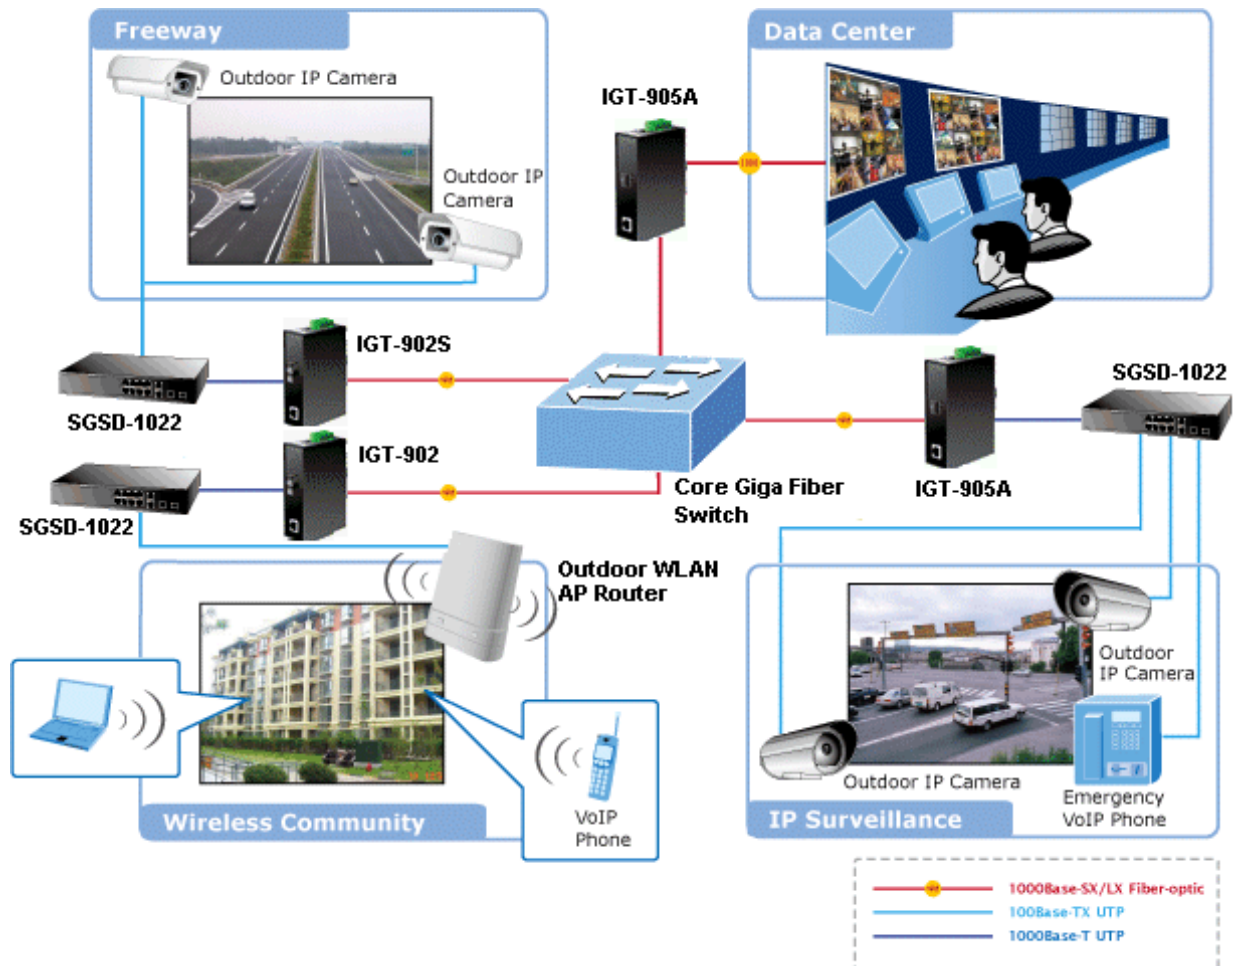 Freeway
Data Center
Outdoor IP Camera
IGT-905A
Outdoor IP
Camera
IGT-902S
SGSD-1022
SGSD-1022
IGT-902
SGSD-1022
IGT-905A
Core Giga Fiber
Switch
Outdoor WLAN
AP Router
Outdoor
IP Camera
Outdoor IP Camera
Emergency
VoIP Phone
VoIP
Phone
Wireless Community
IP Surveillance
1000Base-SX/LX Fiber-optic
100Base-TX UTP
1000Base-T UTP